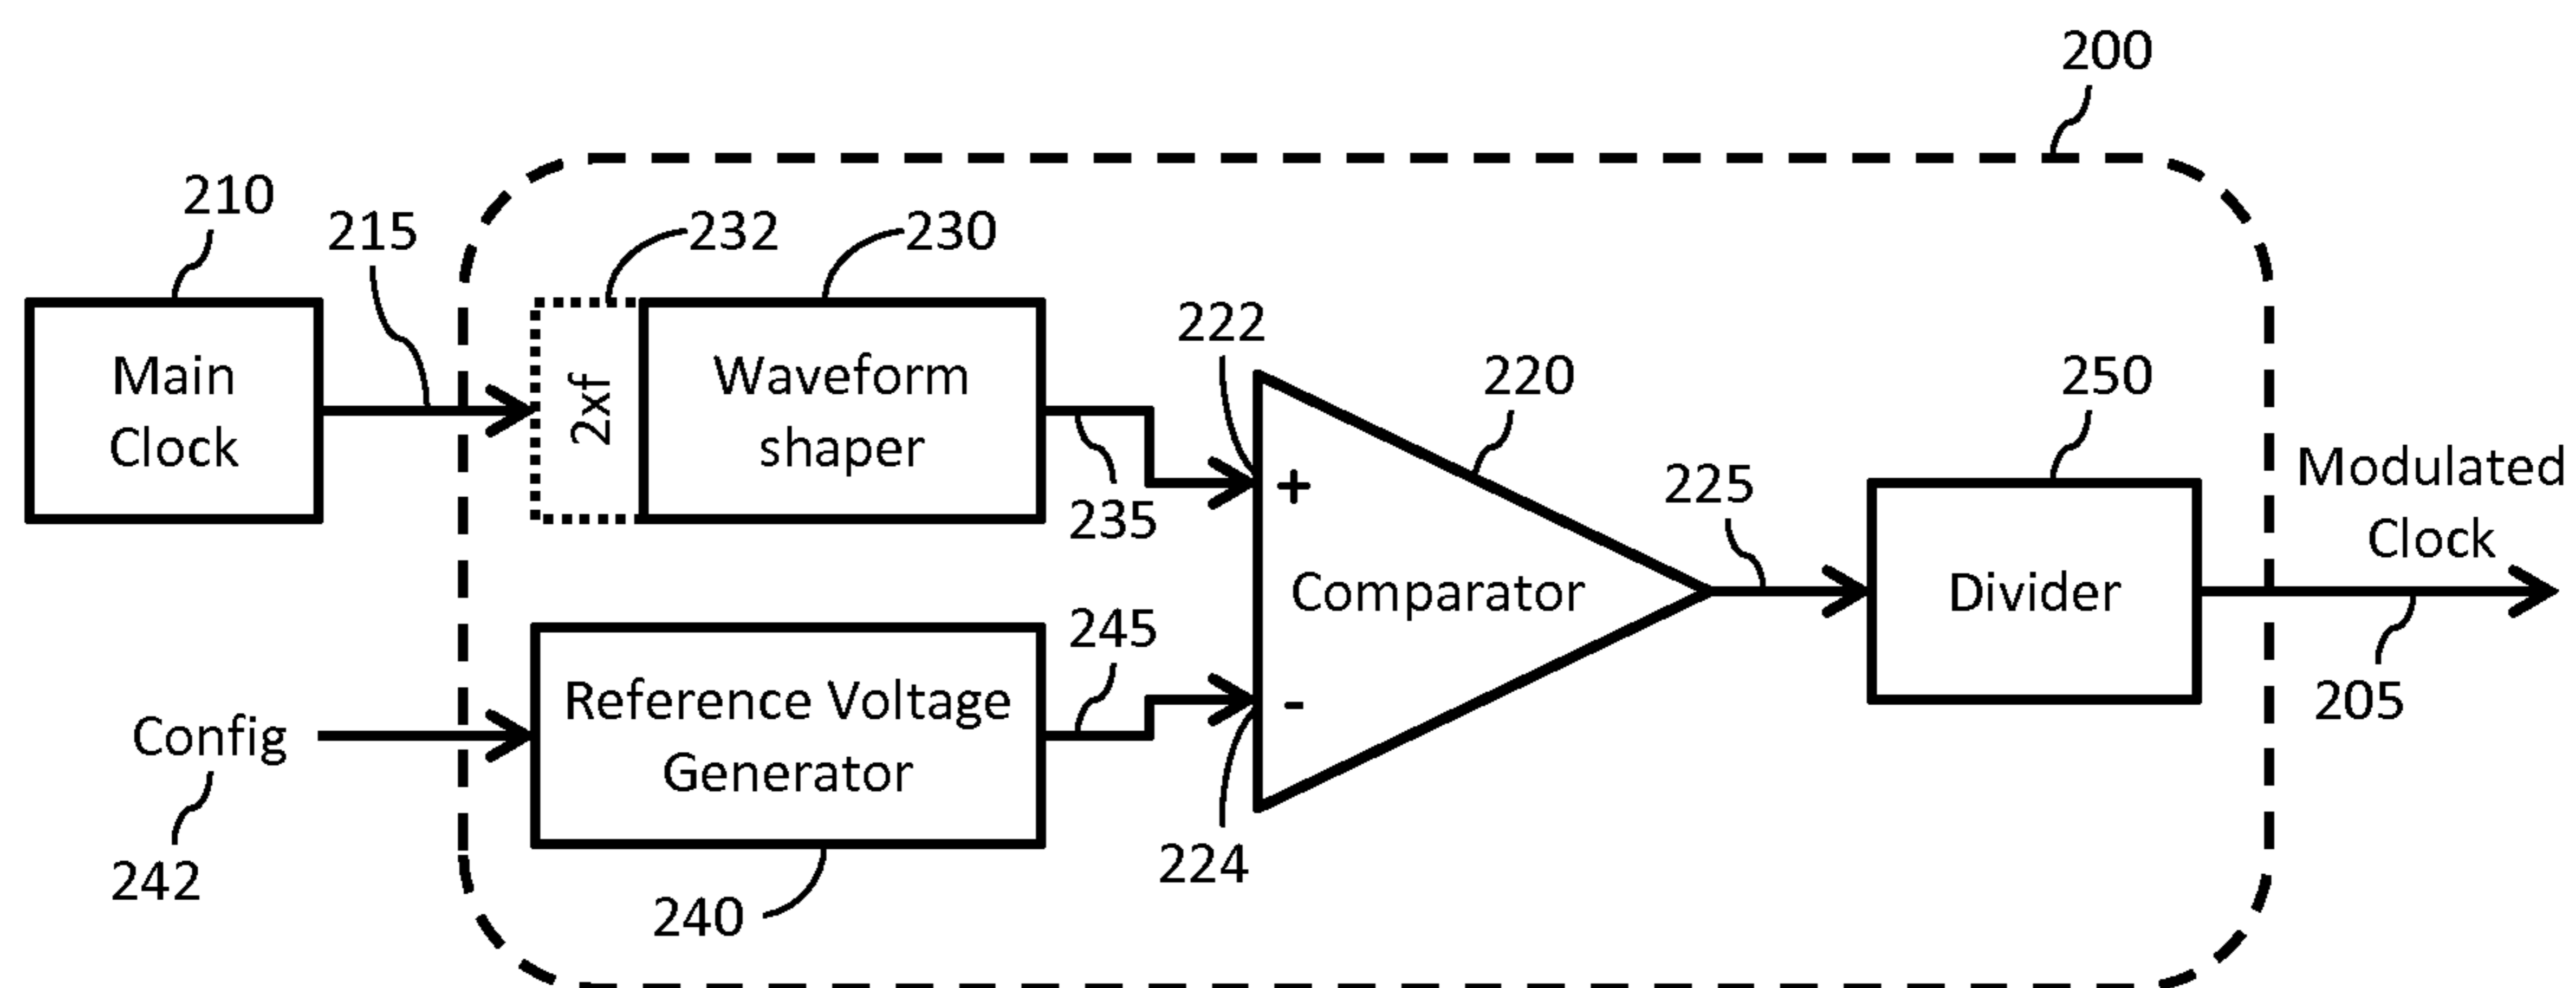 200
210
215
232
230
Main
Clock
2xf
Waveform
shaper
222
220
250
+
235
225
Modulated
Clock
Comparator
Divider
245
-
205
Config
242
Reference Voltage
Generator
224
240